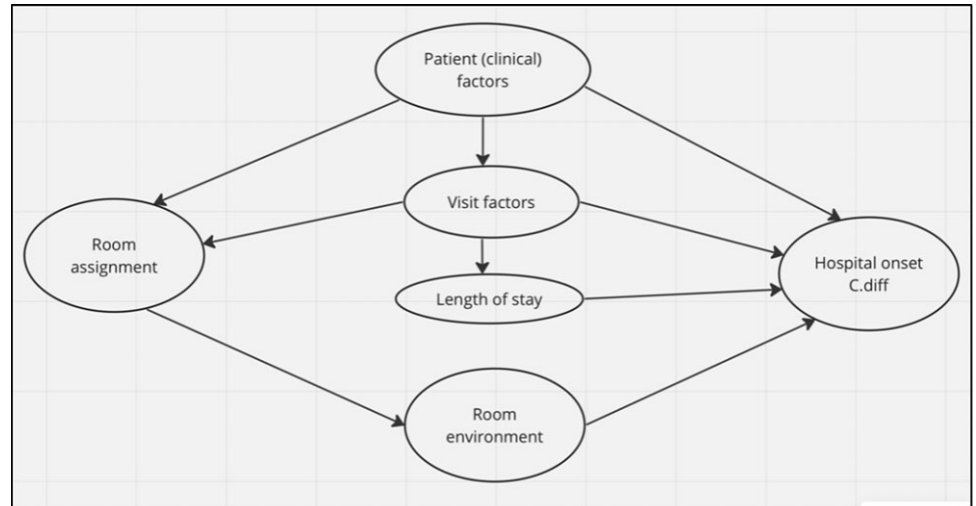 Patient (clinical)
factors
Visit factors
Room
assignment
Length of stay
Hospital onset
C.diff
Room
environment